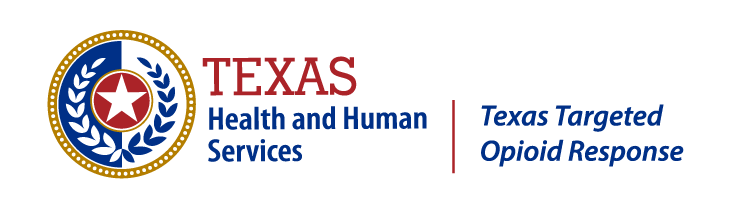 TEXAS
Health and Human
Services
Texas Targeted
Opioid Response